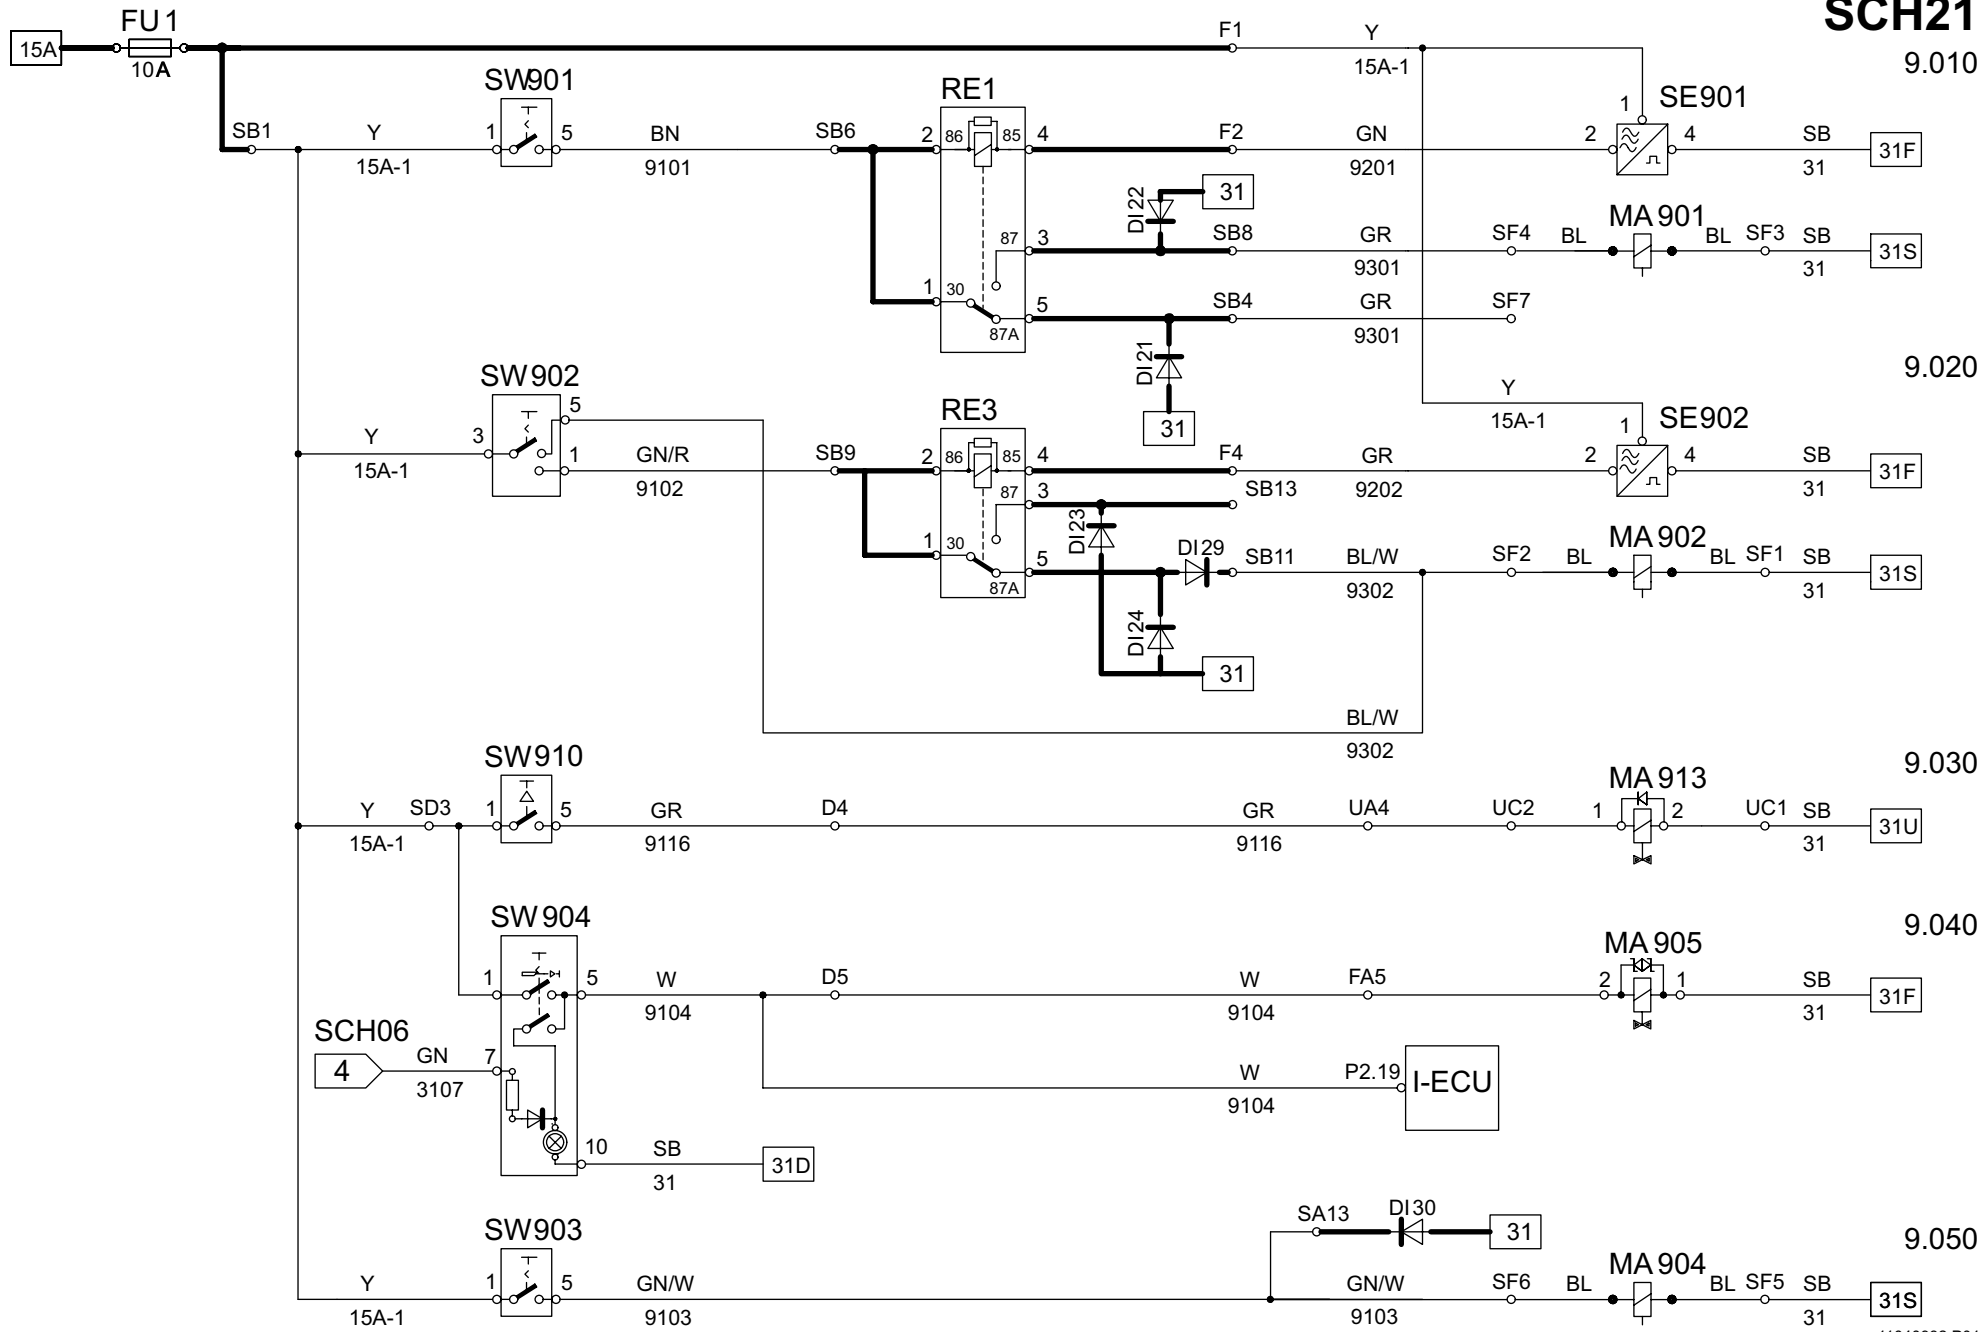 SCH21
FU1
15A
10A
F1
Y
15A-1
9.010
SW901
RE1
SE901
SB1
Y
15A-1
1
5
BN
9101
SB6
2
86
85
4
F2
GN
9201
1
2
4
SB
31
31F
DI22
31
MA901
87
3
SB8
GR
9301
SF4
BL
BL
SF3
SB
31
31S
1
30
87A
5
SB4
GR
9301
SF7
DI21
31
9.020
SW902
RE3
Y
15A-1
SE902
Y
15A-1
3
5
1
GN/R
9102
SB9
2
86
85
4
F4
GR
9202
1
2
4
SB
31
31F
87
3
SB13
DI23
MA902
1
30
87A
5
DI29
SB11
BL/W
9302
SF2
BL
BL
SF1
SB
31
31S
DI24
31
BL/W
9302
9.030
SW910
MA913
Y
15A-1
SD3
1
5
GR
9116
D4
GR
9116
UA4
UC2
1
2
UC1
SB
31
31U
9.040
SW904
MA905
1
5
W
9104
D5
W
9104
FA5
2
1
SB
31
31F
SCH06
4
GN
3107
7
W
9104
P2.19
I-ECU
10
SB
31
31D
9.050
SW903
SA13
DI30
31
MA904
Y
15A-1
1
5
GN/W
9103
GN/W
9103
SF6
BL
BL
SF5
SB
31
31S